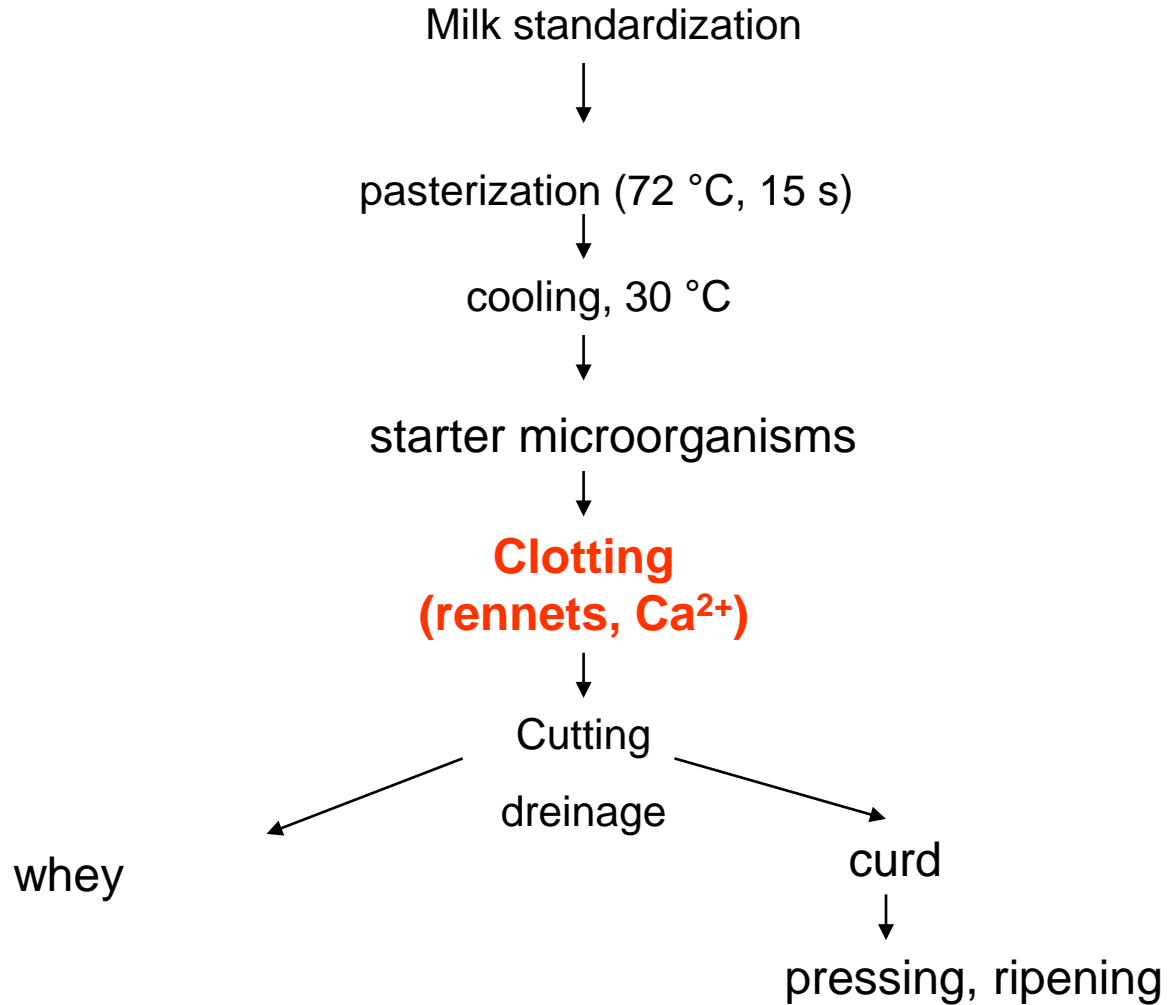 Milk standardization
pasterization (72 °C, 15 s)
cooling, 30 °C
starter microorganisms
Clotting
(rennets, Ca²⁺)
Cutting
dreinage
whey
curd
pressing, ripening